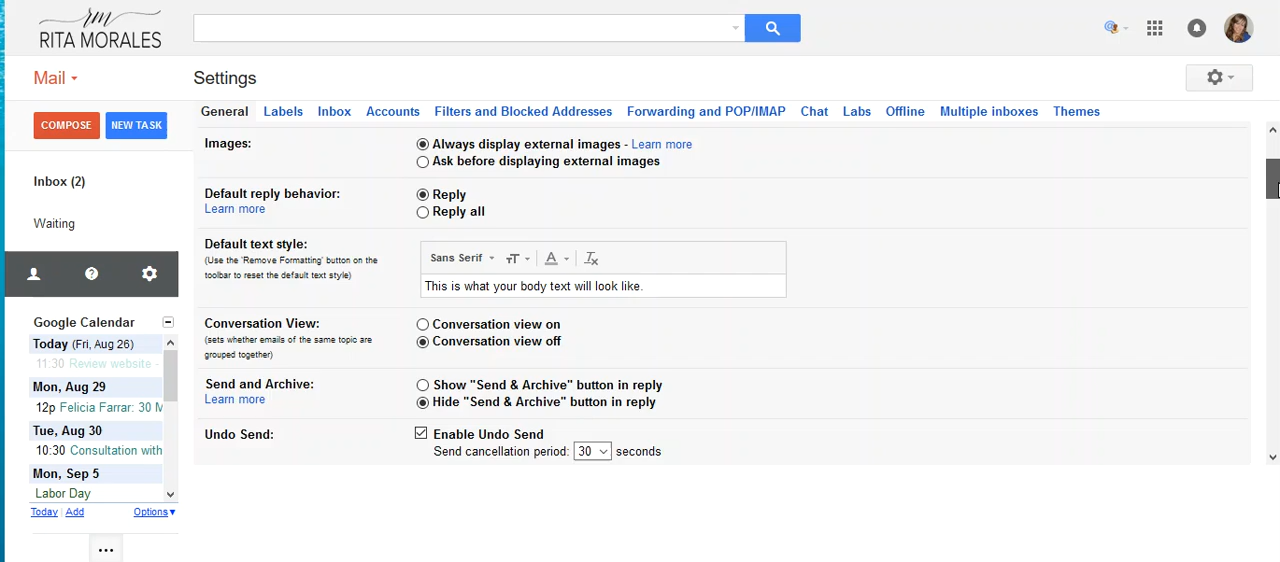 rm
RITA MORALES
Mail
Settings
General Labels Inbox Accounts Filters and Blocked Addresses Forwarding and POP/IMAP Chat Labs Offline Multiple inboxes Themes
COMPOSE NEW TASK
Inbox (2)
Waiting
Google Calendar
Today (Fri, Aug 26)
11:30 Review website -
Mon, Aug 29
12p Felicia Farrar: 30 M
Tue, Aug 30
10:30 Consultation with
Mon, Sep 5
Labor Day
Today Add Options▾
...
Images:
Always display external images - Learn more
Ask before displaying external images
Default reply behavior:
Learn more
Reply
Reply all
Default text style:
(Use the 'Remove Formatting' button on the
toolbar to reset the default text style)
Sans Serif TT A Tx
This is what your body text will look like.
Conversation View:
(sets whether emails of the same topic are
grouped together)
Conversation view on
Conversation view off
Send and Archive:
Learn more
Show "Send & Archive" button in reply
Hide "Send & Archive" button in reply
Undo Send:
Enable Undo Send
Send cancellation period: 30 seconds